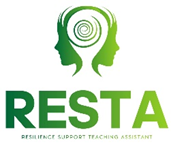 RESTA
RESILIENCE SUPPORT TEACHING ASSISTANT